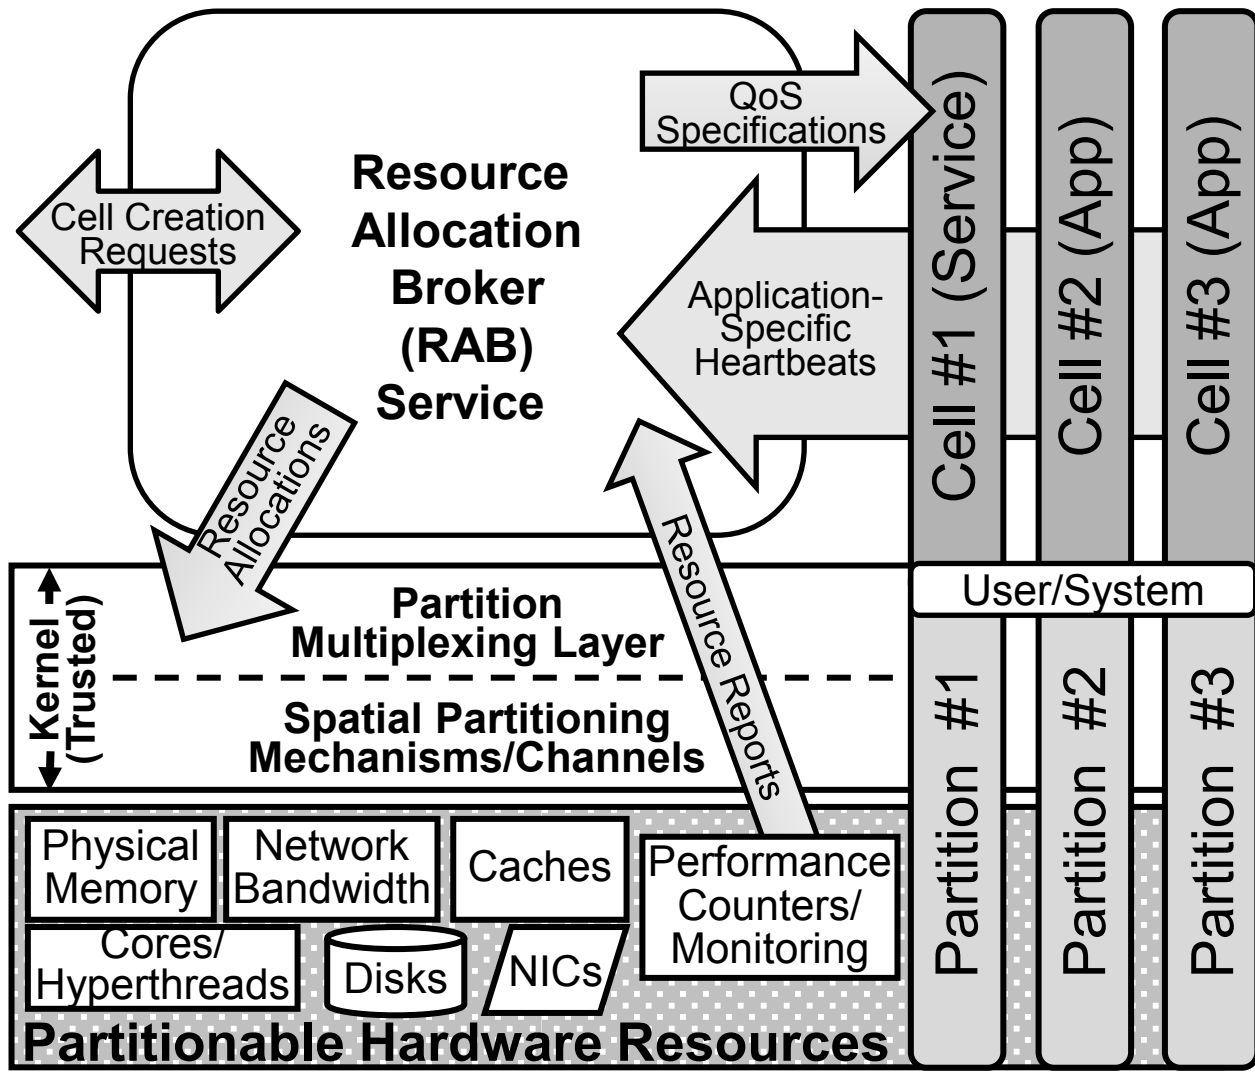 QoS
Specifications
Resource
Allocation
Broker
(RAB)
Service
Cell Creation
Requests
Application-
Specific
Heartbeats
Resource
Allocations
Resource Reports
Cell #1 (Service)
Cell #2 (App)
Cell #3 (App)
User/System
Kernel
(Trusted)
Partition
Multiplexing Layer
Spatial Partitioning
Mechanisms/Channels
Partition #1
Partition #2
Partition #3
Physical
Memory
Network
Bandwidth
Caches
Performance
Counters/
Monitoring
Cores/
Hyperthreads
Disks
NICs
Partitionable Hardware Resources